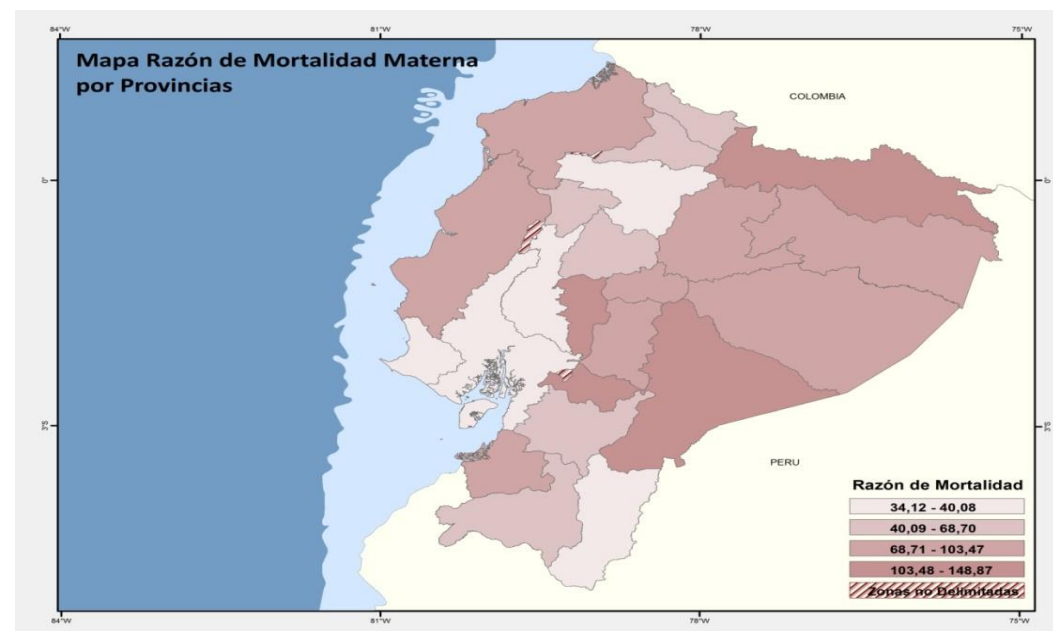 84°W
81°W
78°W
75°W
Mapa Razón de Mortalidad Materna
por Provincias
COLOMBIA
0°
0°
3°S
3°S
PERU
Razón de Mortalidad
34,12 - 40,08
40,09 - 68,70
68,71 - 103,47
103,48 - 148,87
Zonas no Delimitadas
84°W
81°W
78°W
75°W